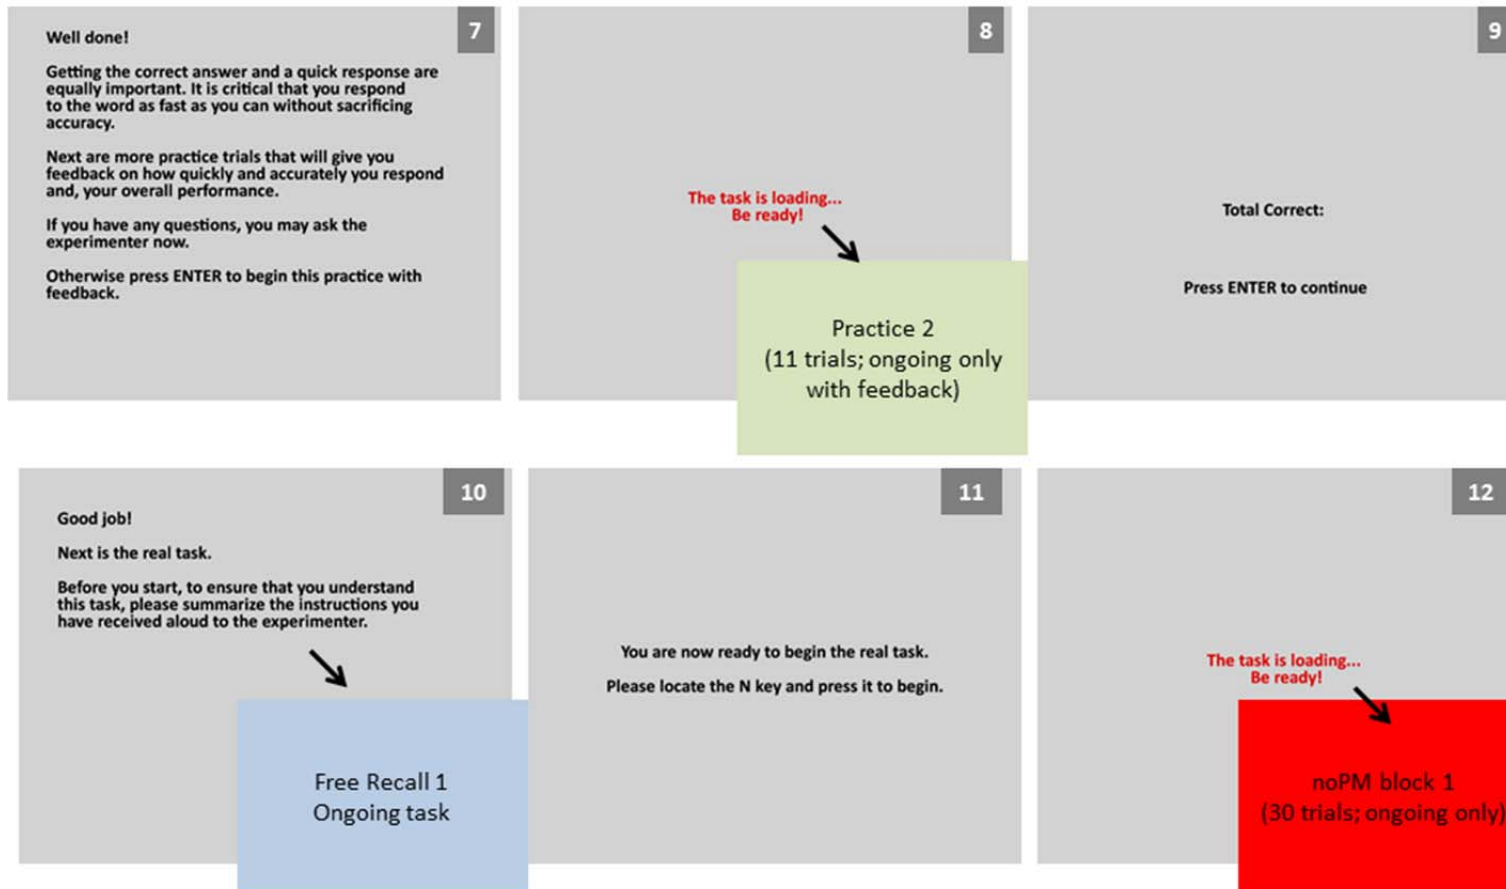 7
Well done!
Getting the correct answer and a quick response are
equally important. It is critical that you respond
to the word as fast as you can without sacrificing
accuracy.
Next are more practice trials that will give you
feedback on how quickly and accurately you respond
and, your overall performance.
If you have any questions, you may ask the
experimenter now.
Otherwise press ENTER to begin this practice with
feedback.
8
The task is loading...
Be ready!
Practice 2
(11 trials; ongoing only
with feedback)
9
Total Correct:
Press ENTER to continue
10
Good job!
Next is the real task.
Before you start, to ensure that you understand
this task, please summarize the instructions you
have received aloud to the experimenter.
Free Recall 1
Ongoing task
11
You are now ready to begin the real task.
Please locate the N key and press it to begin.
12
The task is loading...
Be ready!
noPM block 1
(30 trials; ongoing only)